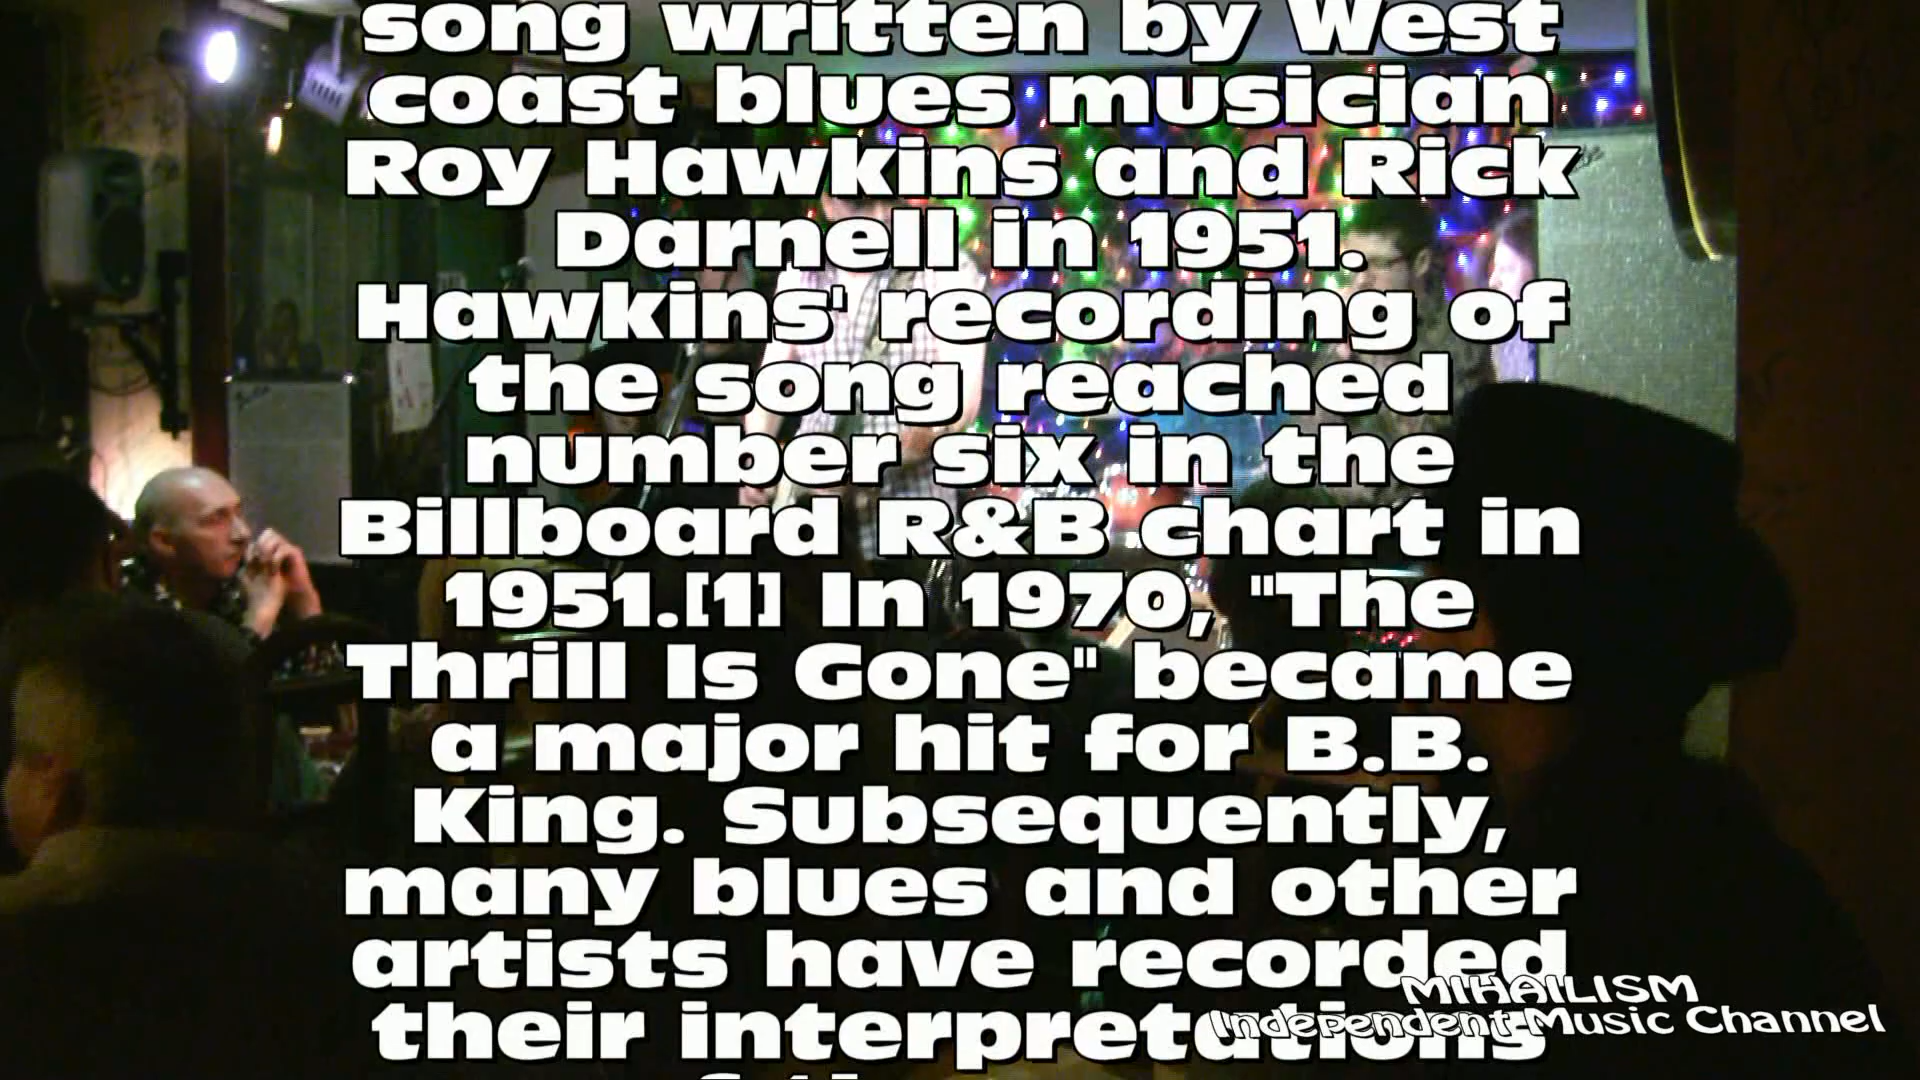 song written by West
coast blues musician
Roy Hawkins and Rick
Darnell in 1951.
Hawkins' recording of
the song reached
number six in the
Billboard R&B chart in
1951.[1] In 1970, "The
Thrill Is Gone" became
a major hit for B.B.
King. Subsequently,
many blues and other
artists have recorded
their interpretations
MIHAILISM
Independent Music Channel